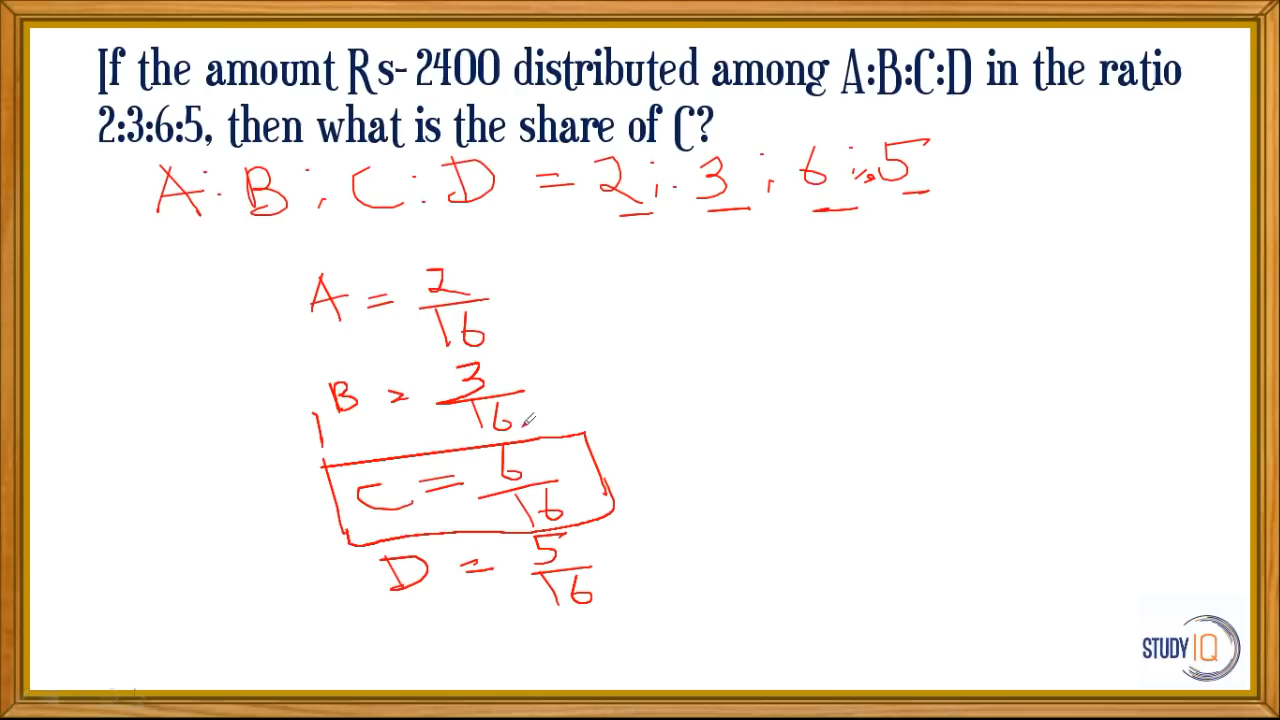 If the amount Rs- 2400 distributed among A:B:C:D in the ratio
2:3:6:5, then what is the share of C?
A : B : C : D = 2 : 3 : 6 : 5
A = 2/16
B = 3/16
C = 6/16
D = 5/16
STUDY IQ